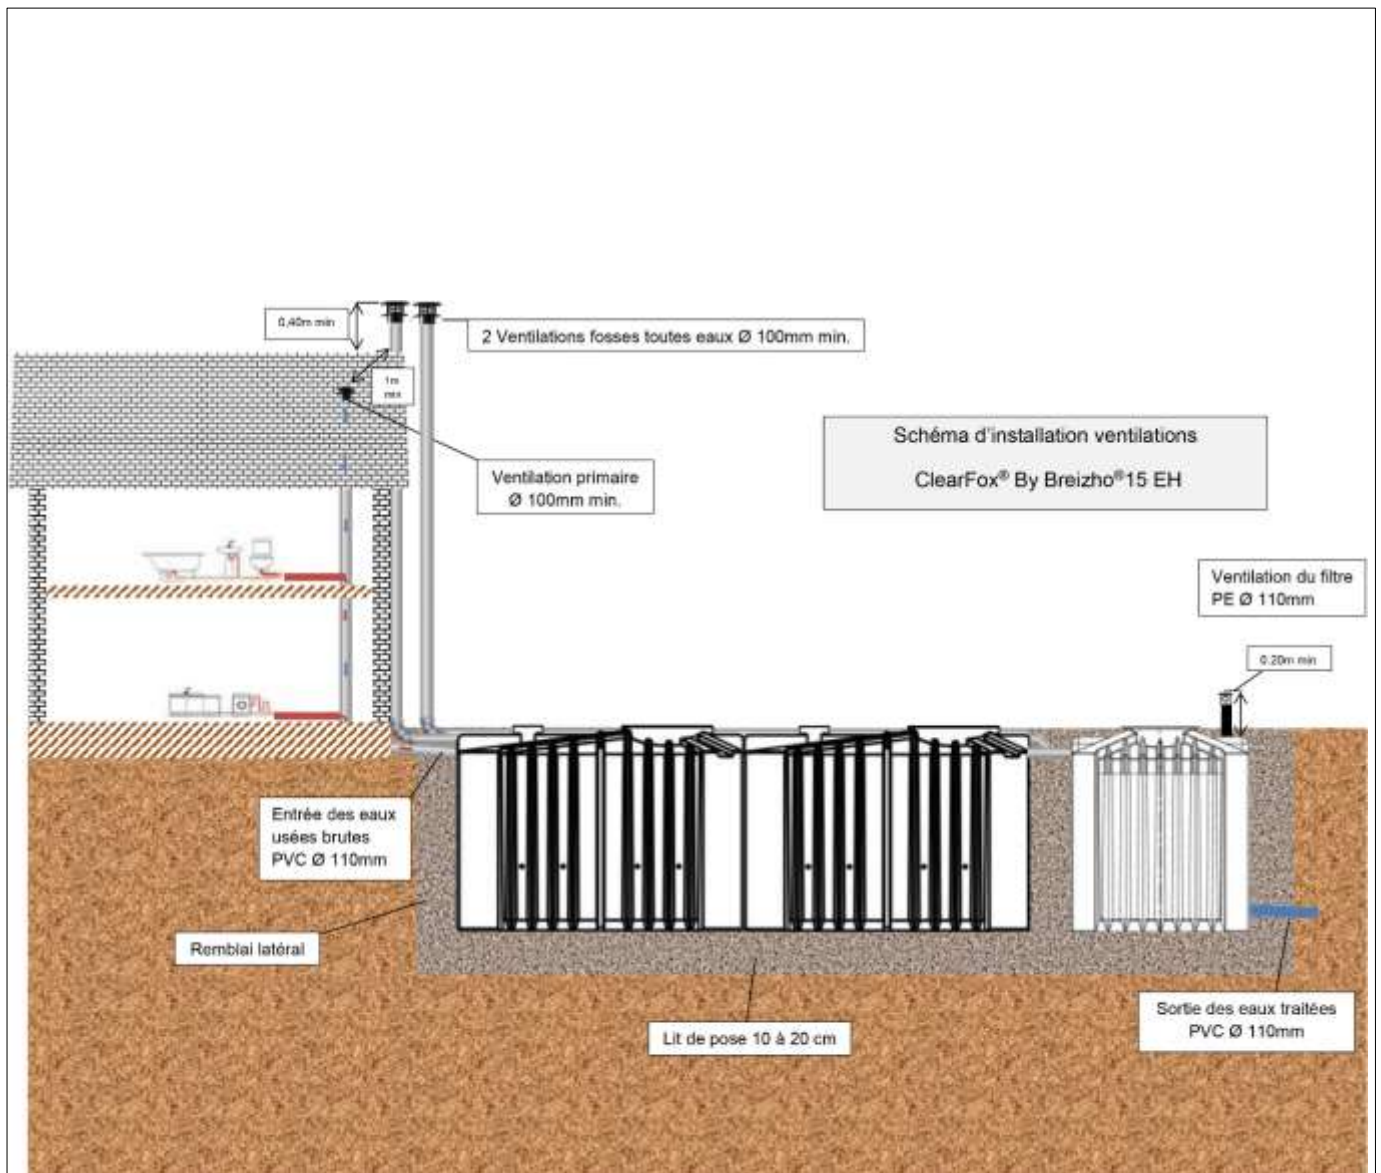 0,40m min
2 Ventilations fosses toutes eaux Ø 100mm min.
1m
min
Schéma d'installation ventilations
ClearFox® By Breizho®15 EH
Ventilation primaire
Ø 100mm min.
Ventilation du filtre
PE Ø 110mm
0.20m min
Entrée des eaux
usées brutes
PVC Ø 110mm
Remblai latéral
Lit de pose 10 à 20 cm
Sortie des eaux traitées
PVC Ø 110mm